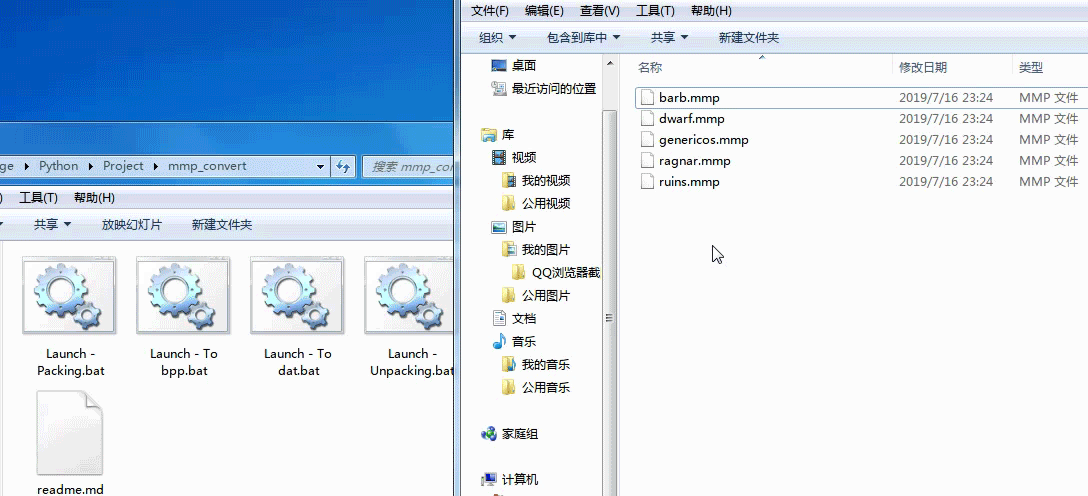 ge ▸ Python ▸ Project ▸ mmp_convert
搜索 mmp_con
工具(T) 帮助(H)
共享 放映幻灯片 新建文件夹
Launch - Packing.bat
Launch - To bpp.bat
Launch - To dat.bat
Launch - Unpacking.bat
readme.md
文件(F) 编辑(E) 查看(V) 工具(T) 帮助(H)
组织 包含到库中 共享 新建文件夹
桌面
最近访问的位置
库
视频
我的视频
公用视频
图片
我的图片
QQ浏览器截
公用图片
文档
音乐
我的音乐
公用音乐
家庭组
计算机
名称 修改日期 类型
barb.mmp 2019/7/16 23:24 MMP 文件
dwarf.mmp 2019/7/16 23:24 MMP 文件
genericos.mmp 2019/7/16 23:24 MMP 文件
ragnar.mmp 2019/7/16 23:24 MMP 文件
ruins.mmp 2019/7/16 23:24 MMP 文件